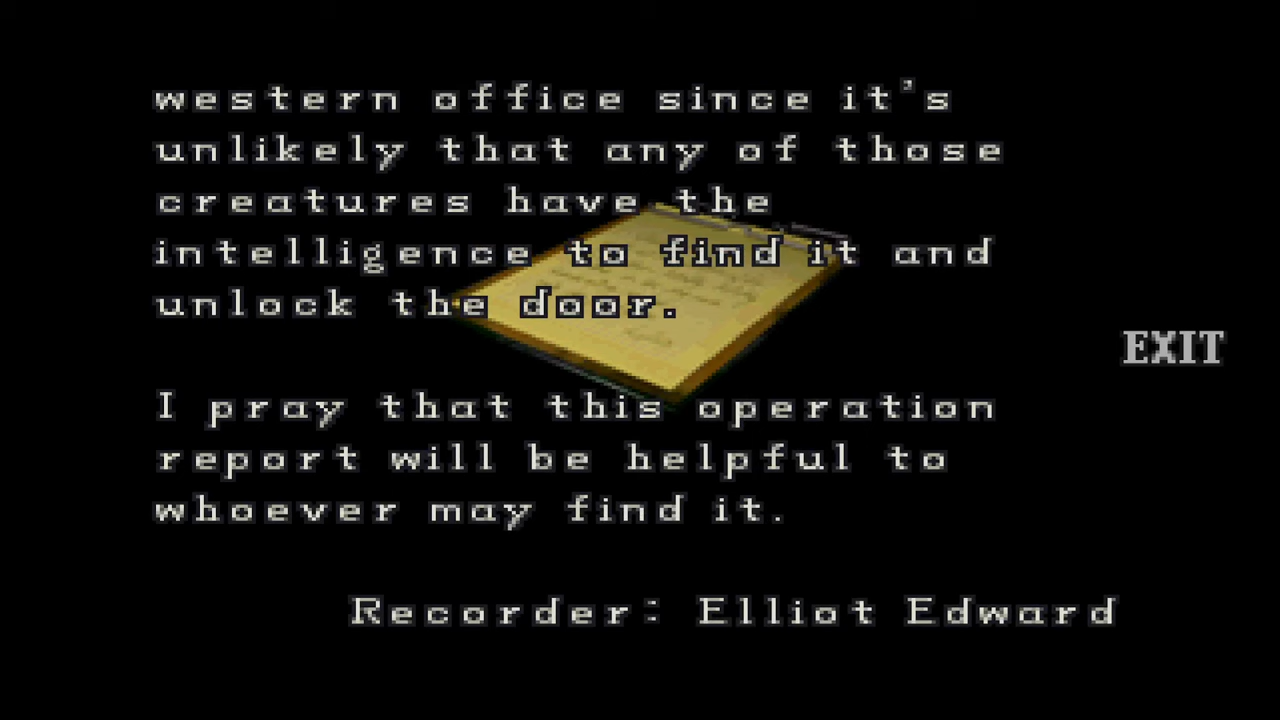 western office since it's
unlikely that any of those
creatures have the
intelligence to find it and
unlock the door.
EXIT
I pray that this operation
report will be helpful to
whoever may find it.
Recorder: Elliot Edward